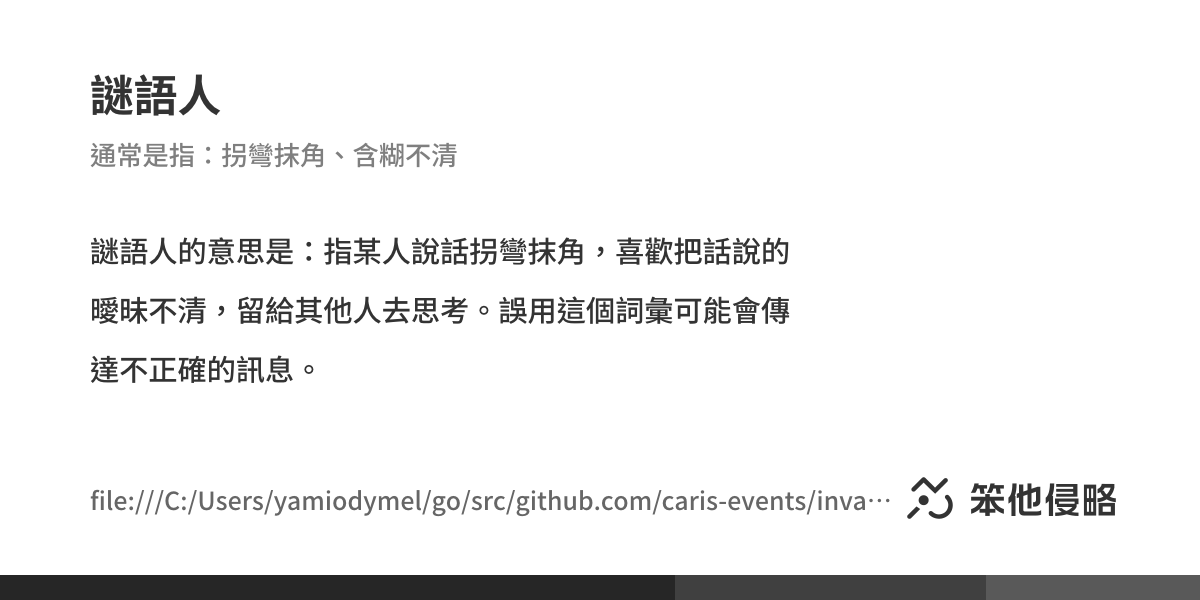 謎語人
通常是指：拐彎抹角、含糊不清
謎語人的意思是：指某人說話拐彎抹角，喜歡把話說的
曖昧不清，留給其他人去思考。誤用這個詞彙可能會傳
達不正確的訊息。
file:///C:/Users/yamiodymel/go/src/github.com/caris-events/inva…
笨他侵略